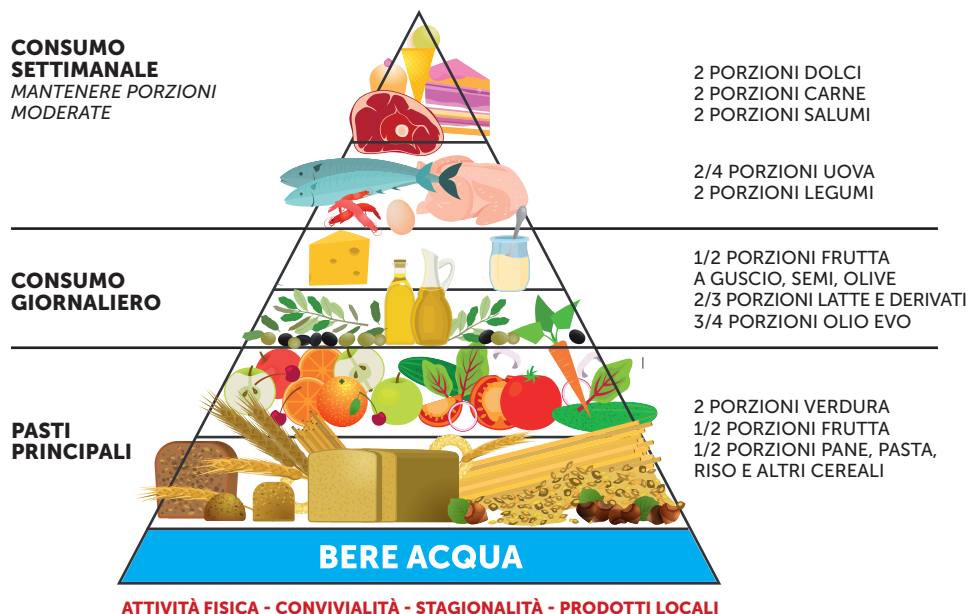 CONSUMO
SETTIMANALE
MANTENERE PORZIONI
MODERATE
2 PORZIONI DOLCI
2 PORZIONI CARNE
2 PORZIONI SALUMI
2/4 PORZIONI UOVA
2 PORZIONI LEGUMI
CONSUMO
GIORNALIERO
1/2 PORZIONI FRUTTA
A GUSCIO, SEMI, OLIVE
2/3 PORZIONI LATTE E DERIVATI
3/4 PORZIONI OLIO EVO
PASTI
PRINCIPALI
2 PORZIONI VERDURA
1/2 PORZIONI FRUTTA
1/2 PORZIONI PANE, PASTA,
RISO E ALTRI CEREALI
BERE ACQUA
ATTIVITÀ FISICA - CONVIVIALITÀ - STAGIONALITÀ - PRODOTTI LOCALI